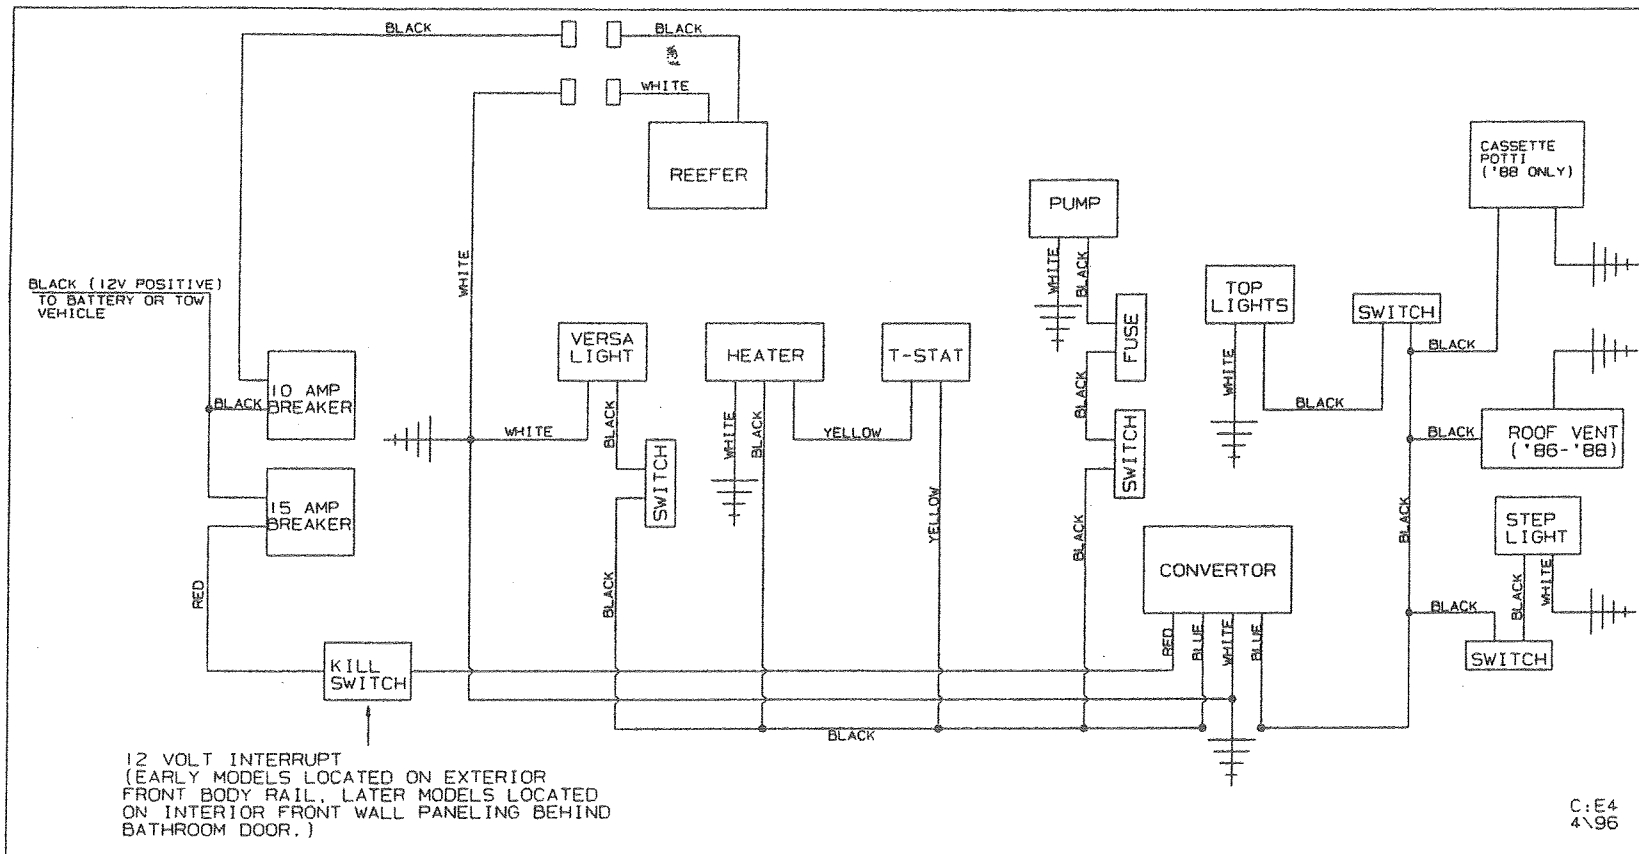 BLACK
BLACK
WHITE
REEFER
WHITE
BLACK (12V POSITIVE)
TO BATTERY OR TOW
VEHICLE
10 AMP
BREAKER
BLACK
15 AMP
BREAKER
RED
KILL
SWITCH
12 VOLT INTERRUPT
(EARLY MODELS LOCATED ON EXTERIOR
FRONT BODY RAIL, LATER MODELS LOCATED
ON INTERIOR FRONT WALL PANELING BEHIND
BATHROOM DOOR.)
VERSA
LIGHT
WHITE
BLACK
SWITCH
BLACK
HEATER
WHITE
BLACK
YELLOW
T-STAT
YELLOW
PUMP
WHITE
BLACK
FUSE
BLACK
SWITCH
BLACK
BLACK
CONVERTOR
RED
BLUE
WHITE
BLUE
TOP
LIGHTS
WHITE
BLACK
SWITCH
CASSETTE
POTTI
('88 ONLY)
BLACK
ROOF VENT
('86-'88)
BLACK
BLACK
STEP
LIGHT
BLACK
WHITE
BLACK
SWITCH
C:E4
4\96